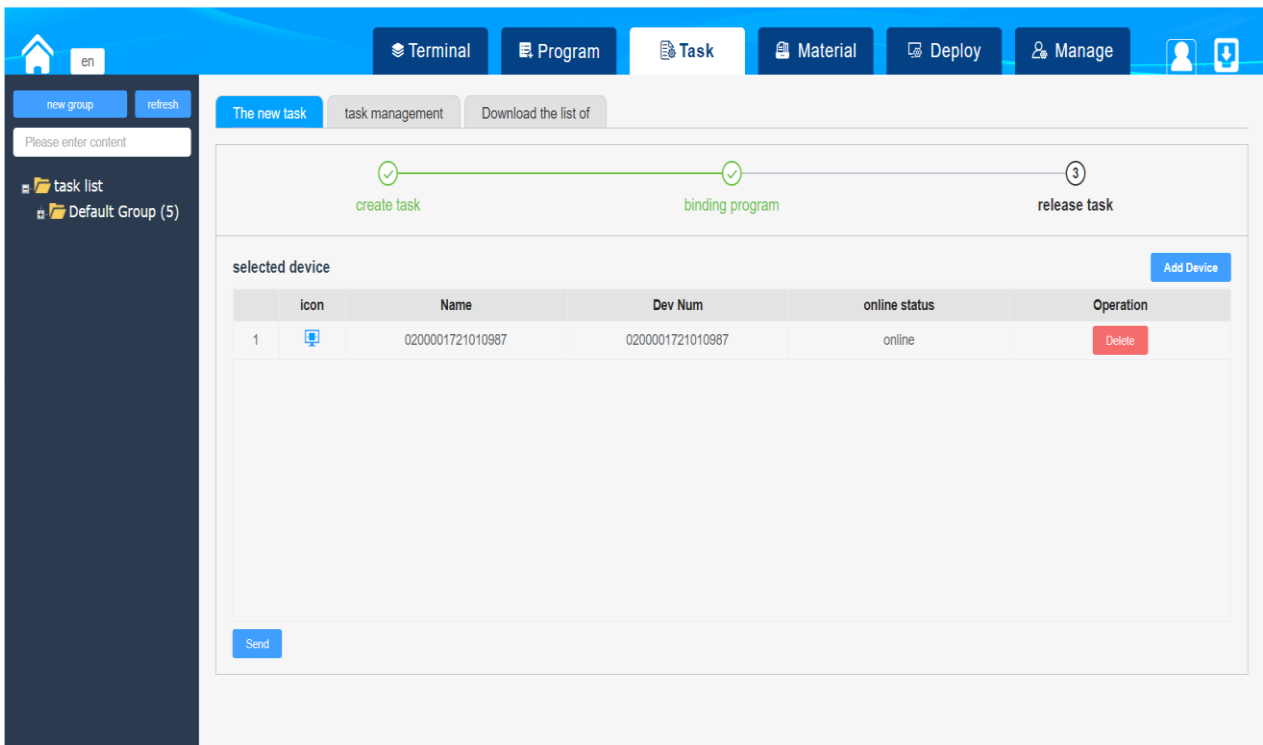 en
Terminal
Program
Task
Material
Deploy
Manage
new group
refresh
Please enter content
task list
Default Group (5)
The new task
task management
Download the list of
3
create task
binding program
release task
selected device
Add Device
icon Name Dev Num online status Operation
1 0200001721010987 0200001721010987 online Delete
Send